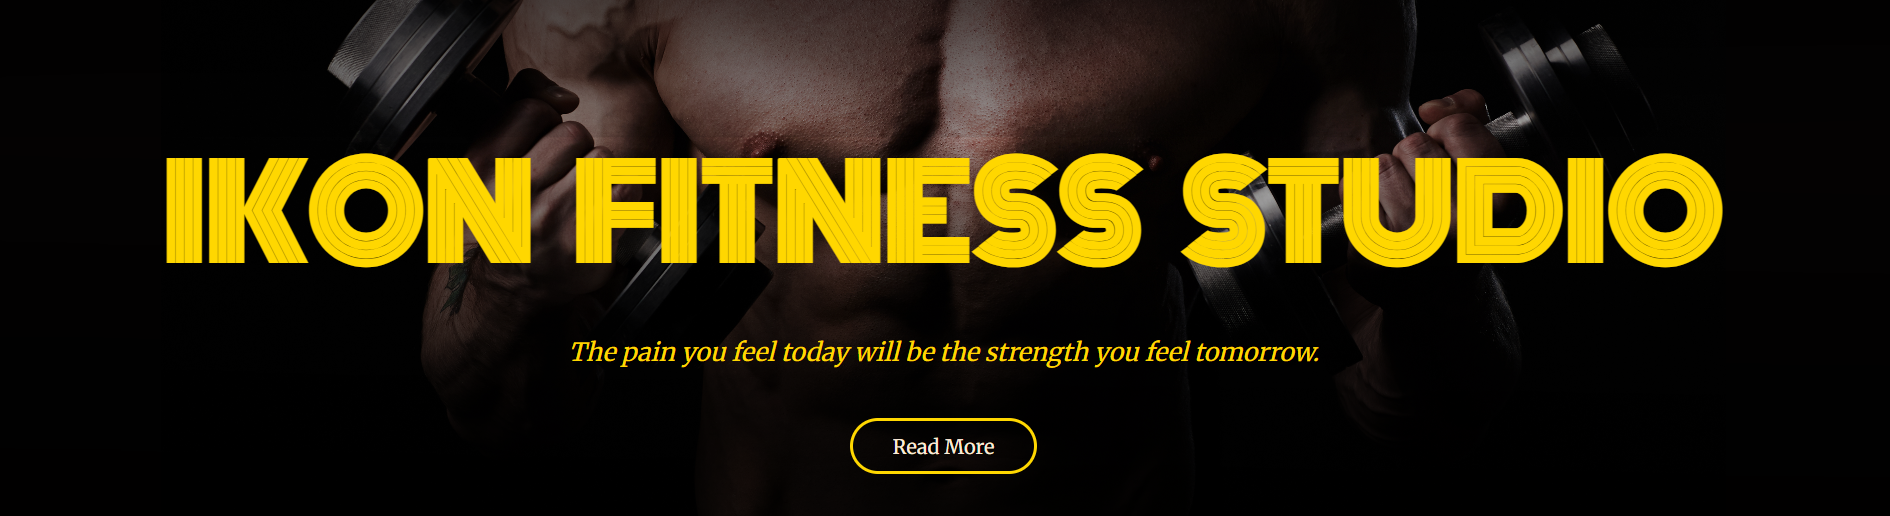 IKON FITNESS STUDIO
The pain you feel today will be the strength you feel tomorrow.
Read More